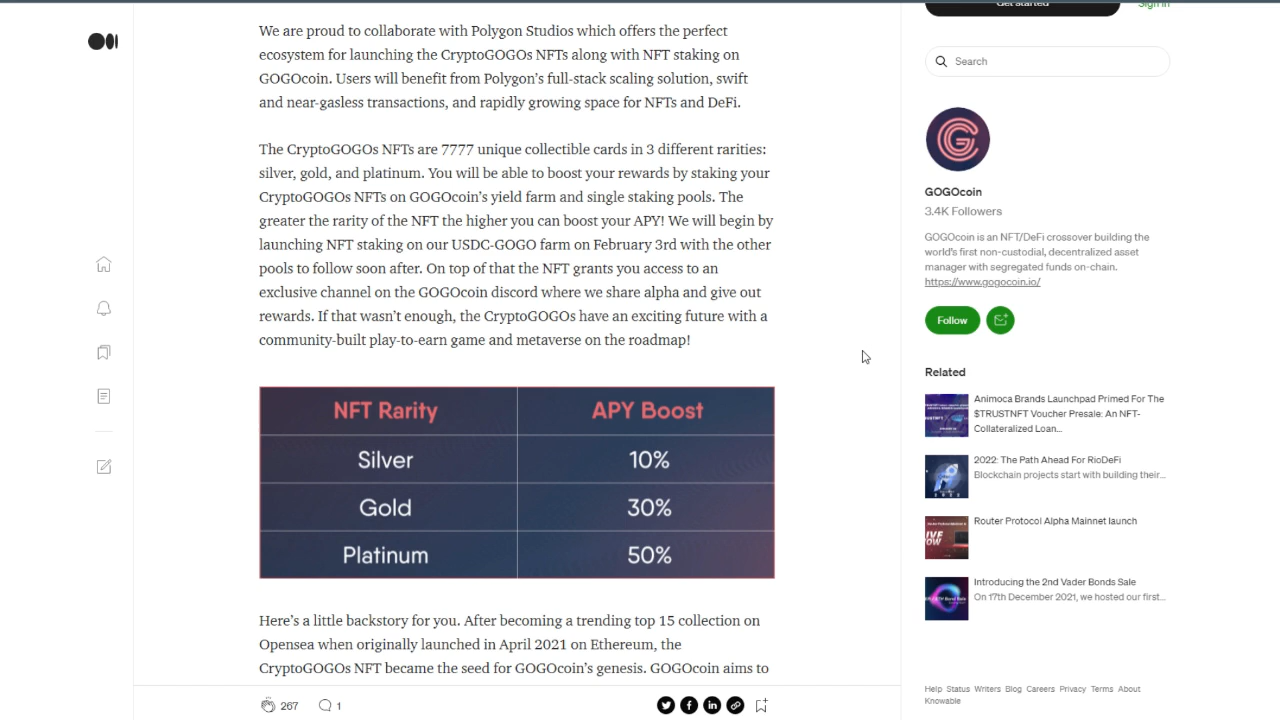 We are proud to collaborate with Polygon Studios which offers the perfect
ecosystem for launching the CryptoGOGOs NFTs along with NFT staking on
GOGOcoin. Users will benefit from Polygon’s full-stack scaling solution, swift
and near-gasless transactions, and rapidly growing space for NFTs and DeFi.
The CryptoGOGOs NFTs are 7777 unique collectible cards in 3 different rarities:
silver, gold, and platinum. You will be able to boost your rewards by staking your
CryptoGOGOs NFTs on GOGOcoin’s yield farm and single staking pools. The
greater the rarity of the NFT the higher you can boost your APY! We will begin by
launching NFT staking on our USDC-GOGO farm on February 3rd with the other
pools to follow soon after. On top of that the NFT grants you access to an
exclusive channel on the GOGOcoin discord where we share alpha and give out
rewards. If that wasn’t enough, the CryptoGOGOs have an exciting future with a
community-built play-to-earn game and metaverse on the roadmap!
NFT Rarity APY Boost
Silver 10%
Gold 30%
Platinum 50%
Here’s a little backstory for you. After becoming a trending top 15 collection on
Opensea when originally launched in April 2021 on Ethereum, the
CryptoGOGOs NFT became the seed for GOGOcoin’s genesis. GOGOcoin aims to
267 1
Get started Sign In
Search
GOGOcoin
3.4K Followers
GOGOcoin is an NFT/DeFi crossover building the
world’s first non-custodial, decentralized asset
manager with segregated funds on-chain.
https://www.gogocoin.io/
Follow
Related
Animoca Brands Launchpad Primed For The
$TRUSTNFT Voucher Presale: An NFT-
Collateralized Loan…
2022: The Path Ahead For RioDeFi
Blockchain projects start with building their…
Router Protocol Alpha Mainnet launch
Introducing the 2nd Vader Bonds Sale
On 17th December 2021, we hosted our first…
Help Status Writers Blog Careers Privacy Terms About
Knowable